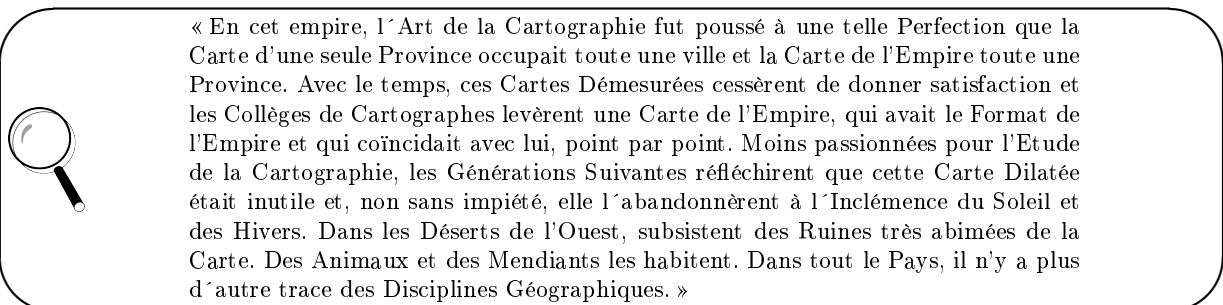 « En cet empire, l´Art de la Cartographie fut poussé à une telle Perfection que la
Carte d'une seule Province occupait toute une ville et la Carte de l'Empire toute une
Province. Avec le temps, ces Cartes Démesurées cessèrent de donner satisfaction et
les Collèges de Cartographes levèrent une Carte de l'Empire, qui avait le Format de
l'Empire et qui coïncidait avec lui, point par point. Moins passionnées pour l'Etude
de la Cartographie, les Générations Suivantes réfléchirent que cette Carte Dilatée
était inutile et, non sans impiété, elle l´abandonnèrent à l´Inclémence du Soleil et
des Hivers. Dans les Déserts de l'Ouest, subsistent des Ruines très abimées de la
Carte. Des Animaux et des Mendiants les habitent. Dans tout le Pays, il n'y a plus
d´autre trace des Disciplines Géographiques. »